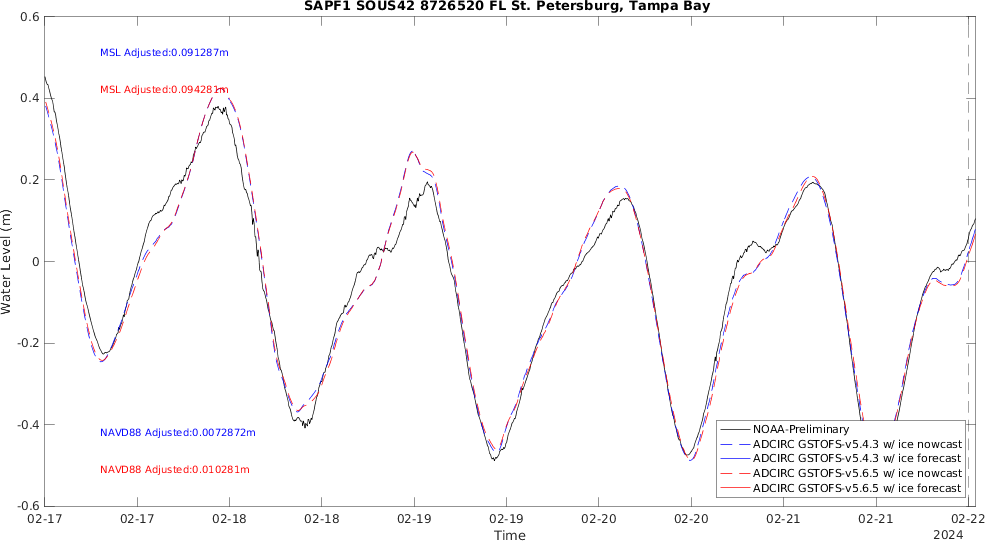 SAPF1 SOUS42 8726520 FL St. Petersburg, Tampa Bay
0.6
MSL Adjusted:0.091287m
MSL Adjusted:0.094281m
0.4
0.2
0
Water Level (m)
-0.2
-0.4
NAVD88 Adjusted:0.0072872m
NAVD88 Adjusted:0.010281m
NOAA-Preliminary
ADCIRC GSTOFS-v5.4.3 w/ ice nowcast
ADCIRC GSTOFS-v5.4.3 w/ ice forecast
ADCIRC GSTOFS-v5.6.5 w/ ice nowcast
ADCIRC GSTOFS-v5.6.5 w/ ice forecast
-0.6
02-17 02-17 02-18 02-18 02-19 02-19 02-20 02-20 02-21 02-21 02-22
Time
2024